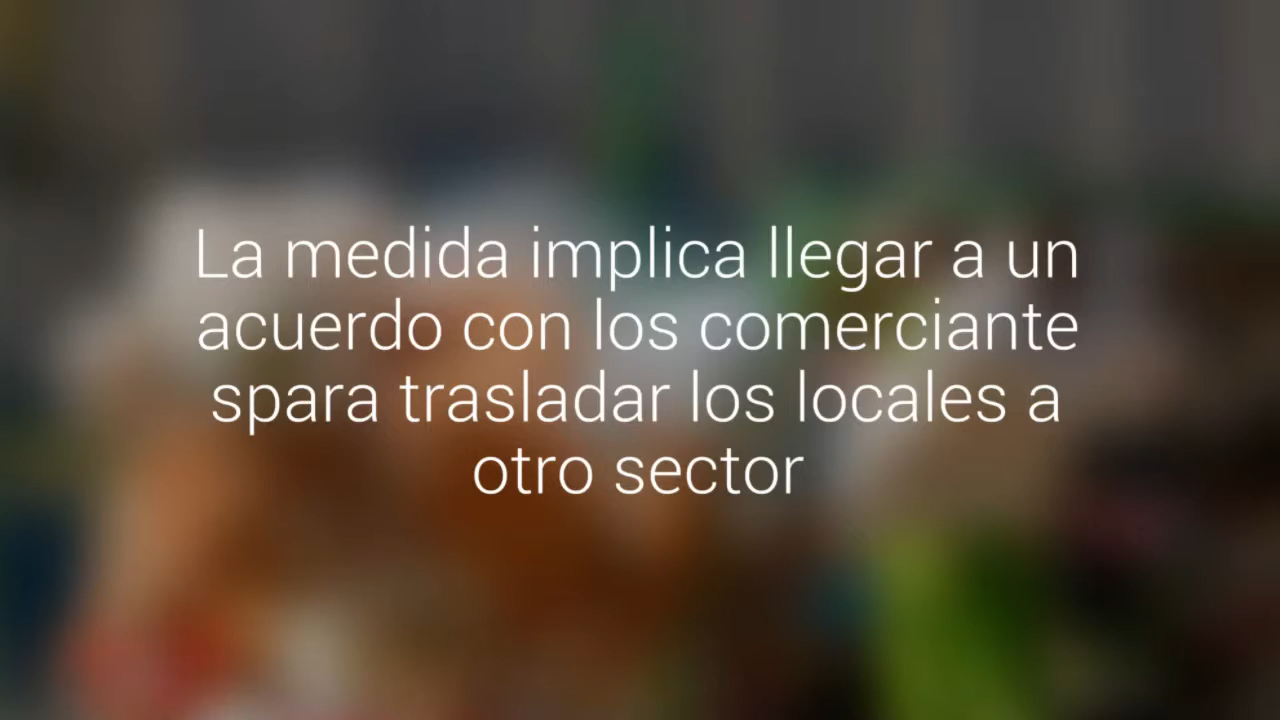 La medida implica llegar a un
acuerdo con los comerciante
spara trasladar los locales a
otro sector